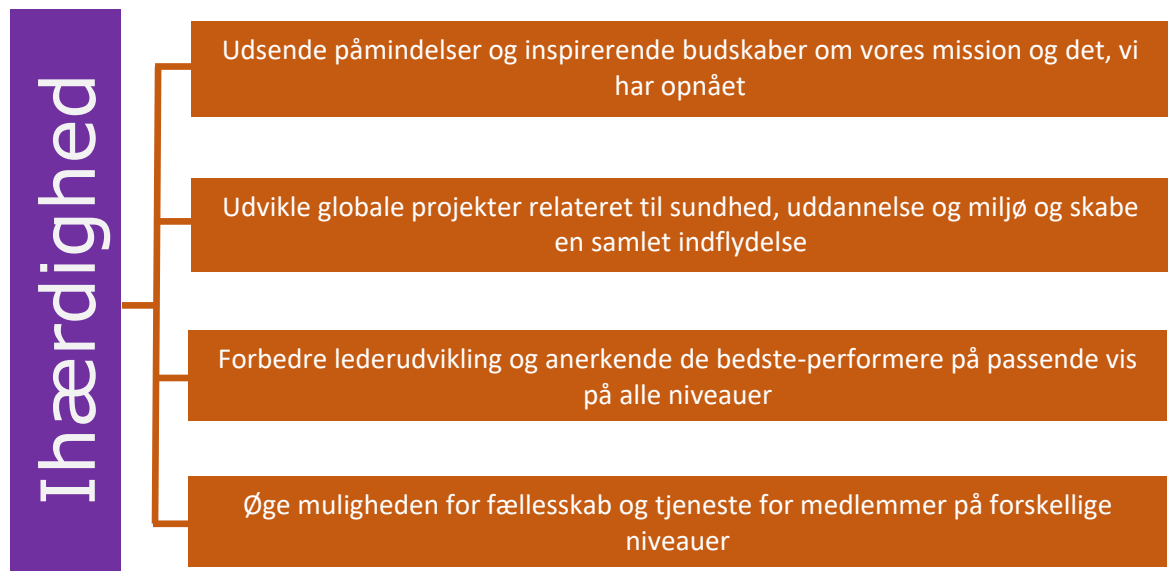 Ihærdighed
Udsende påmindelser og inspirerende budskaber om vores mission og det, vi
har opnået
Udvikle globale projekter relateret til sundhed, uddannelse og miljø og skabe
en samlet indflydelse
Forbedre lederudvikling og anerkende de bedste-performere på passende vis
på alle niveauer
Øge muligheden for fællesskab og tjeneste for medlemmer på forskellige
niveauer